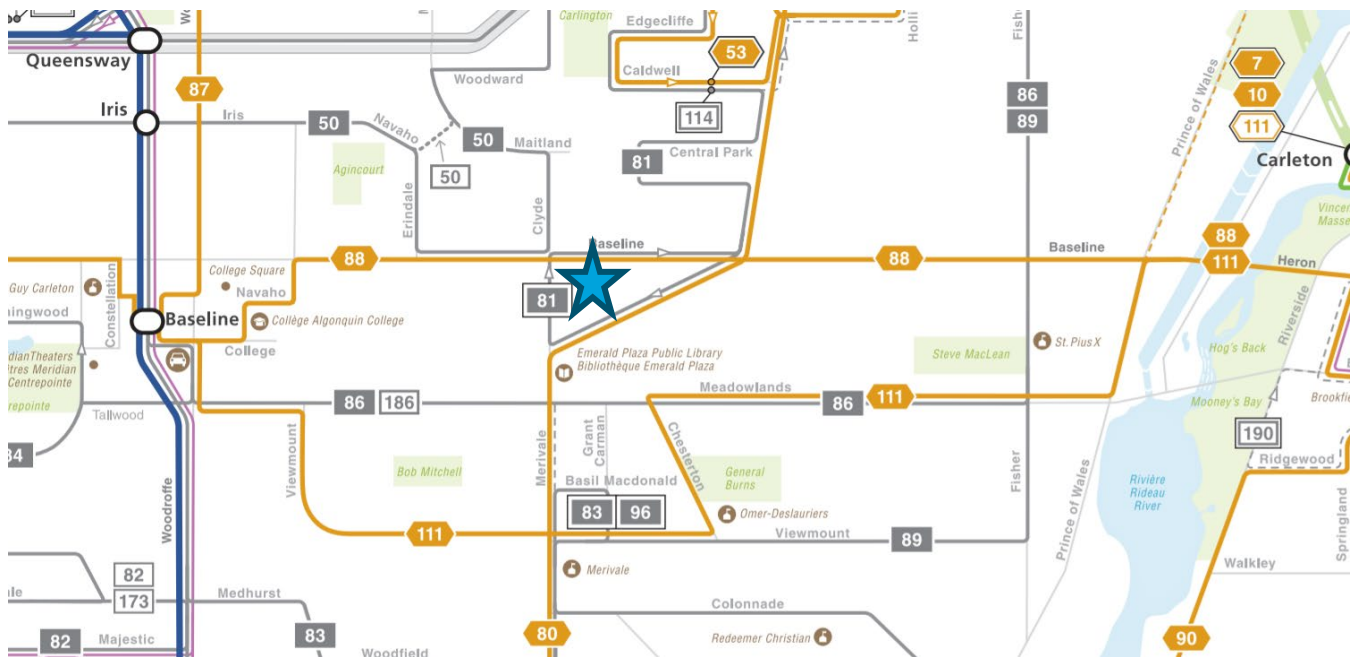 Carlington
Edgecliffe
Queensway
53
Caldwell
Woodward
87
114
86
89
Prince of Wales
7
10
111
Carleton
Iris
Iris
50
Navaho
50
Maitland
Central Park
81
50
Agincourt
Erindale
Clyde
Baseline
88
88
Baseline
88
111
Heron
College Square
Navaho
Guy Carleton
Constellation
81
Riverside
Baseline
Collège Algonquin College
College
Emerald Plaza Public Library
Bibliothèque Emerald Plaza
Steve MacLean
St. Pius X
Hog's Back
Tallwood
86
186
Meadowlands
86
111
Mooney's Bay
190
Ridgewood
Viewmount
Bob Mitchell
Merivale
Grant
Carman
Chesterton
General
Burns
Fisher
Prince of Wales
Rivière
Rideau
River
Woodroffe
Basil Macdonald
83
96
Omer-Deslauriers
111
Viewmount
89
Springland
Walkley
Merivale
82
173
Medhurst
Colonnade
82
Majestic
83
Woodfield
80
Redeemer Christian
90